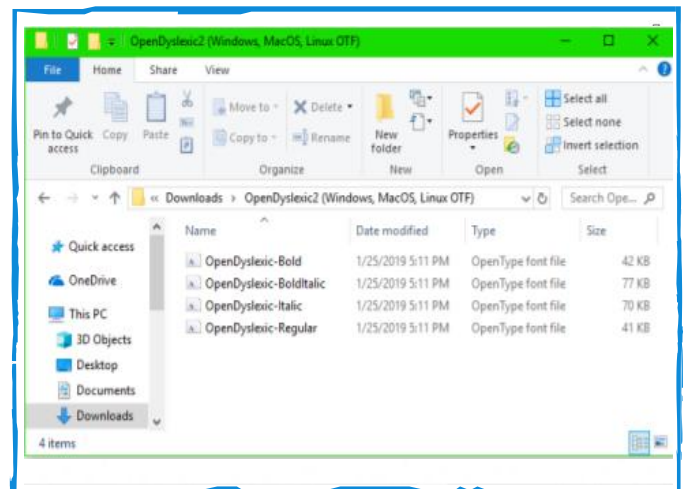 OpenDyslexic2 (Windows, MacOS, Linux OTF)
File Home Share View
Pin to Quick access
Copy
Paste
Move to
Copy to
Delete
Rename
New folder
Properties
Select all
Select none
Invert selection
Clipboard Organize New Open Select
« Downloads › OpenDyslexic2 (Windows, MacOS, Linux OTF) Search Ope...
Name Date modified Type Size
OpenDyslexic-Bold 1/25/2019 5:11 PM OpenType font file 42 KB
OpenDyslexic-BoldItalic 1/25/2019 5:11 PM OpenType font file 77 KB
OpenDyslexic-Italic 1/25/2019 5:11 PM OpenType font file 70 KB
OpenDyslexic-Regular 1/25/2019 5:11 PM OpenType font file 41 KB
Quick access
OneDrive
This PC
3D Objects
Desktop
Documents
Downloads
4 items